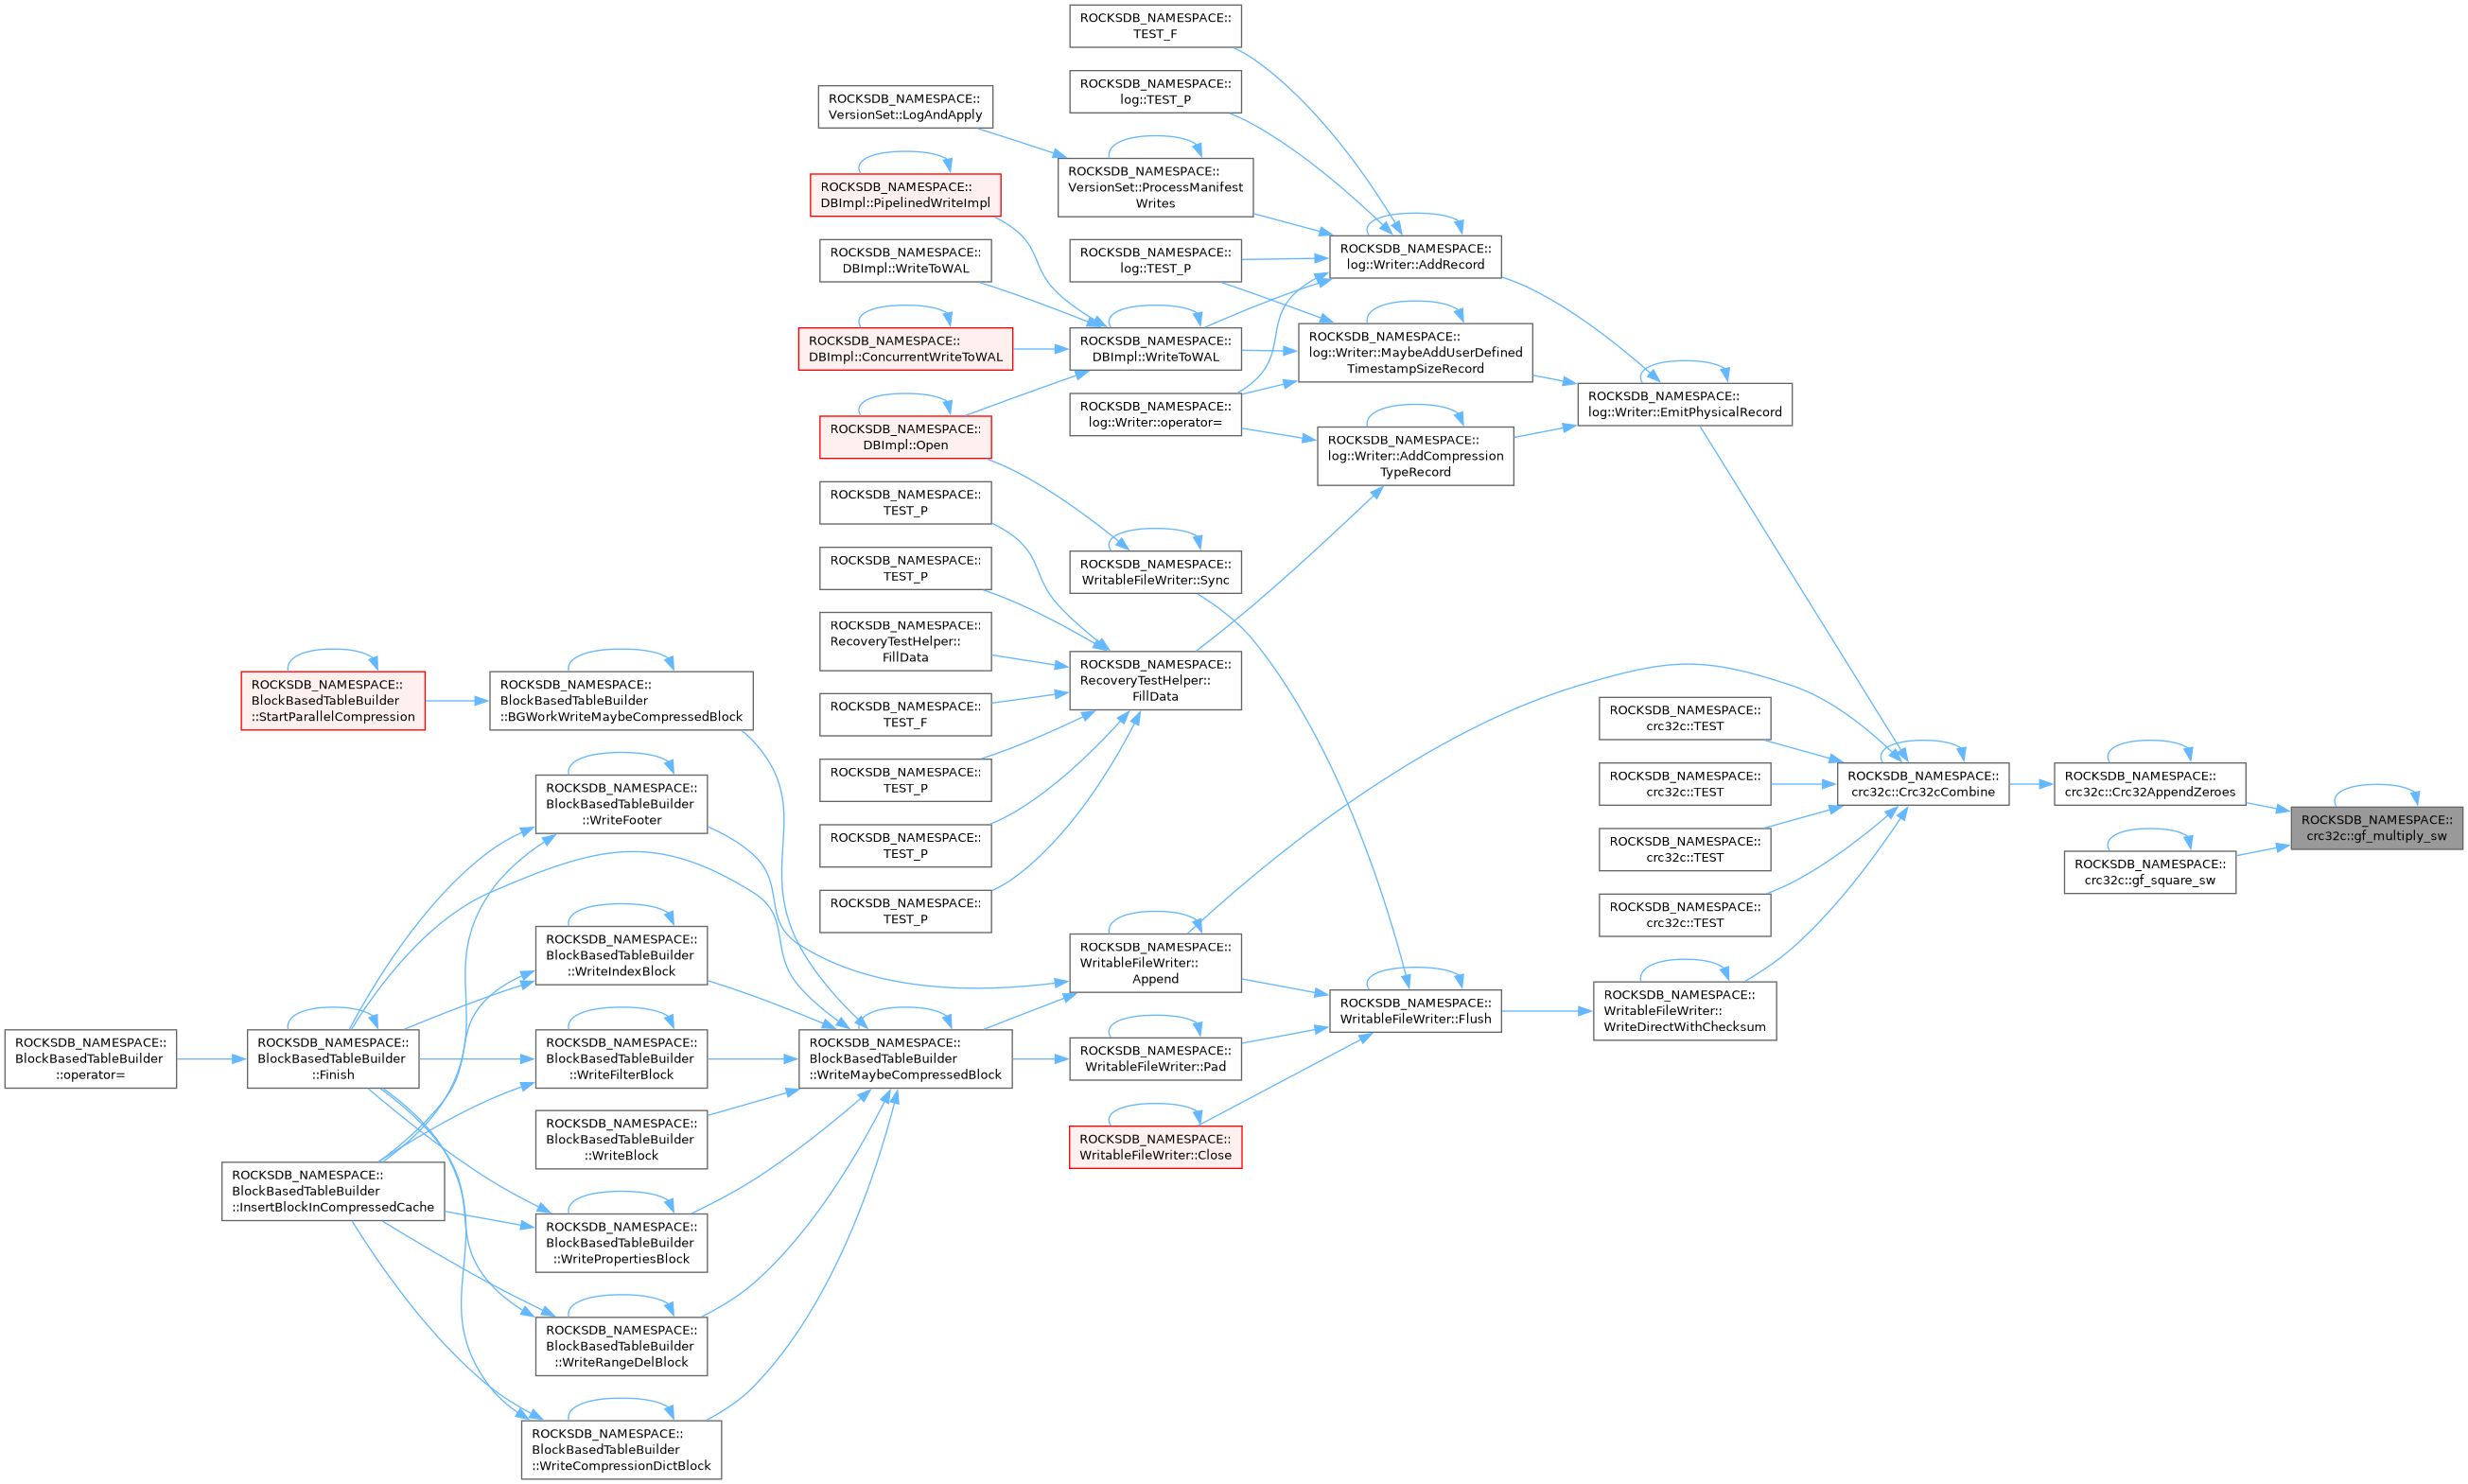 ROCKSDB_NAMESPACE::
TEST_F
ROCKSDB_NAMESPACE::
log::TEST_P
ROCKSDB_NAMESPACE::
VersionSet::LogAndApply
ROCKSDB_NAMESPACE::
VersionSet::ProcessManifest
Writes
ROCKSDB_NAMESPACE::
DBImpl::PipelinedWriteImpl
ROCKSDB_NAMESPACE::
DBImpl::WriteToWAL
ROCKSDB_NAMESPACE::
log::TEST_P
ROCKSDB_NAMESPACE::
log::Writer::AddRecord
ROCKSDB_NAMESPACE::
DBImpl::ConcurrentWriteToWAL
ROCKSDB_NAMESPACE::
DBImpl::WriteToWAL
ROCKSDB_NAMESPACE::
log::Writer::MaybeAddUserDefined
TimestampSizeRecord
ROCKSDB_NAMESPACE::
log::Writer::EmitPhysicalRecord
ROCKSDB_NAMESPACE::
DBImpl::Open
ROCKSDB_NAMESPACE::
log::Writer::operator=
ROCKSDB_NAMESPACE::
log::Writer::AddCompression
TypeRecord
ROCKSDB_NAMESPACE::
TEST_P
ROCKSDB_NAMESPACE::
TEST_P
ROCKSDB_NAMESPACE::
WritableFileWriter::Sync
ROCKSDB_NAMESPACE::
RecoveryTestHelper::
FillData
ROCKSDB_NAMESPACE::
RecoveryTestHelper::
FillData
ROCKSDB_NAMESPACE::
BlockBasedTableBuilder
::StartParallelCompression
ROCKSDB_NAMESPACE::
BlockBasedTableBuilder
::BGWorkWriteMaybeCompressedBlock
ROCKSDB_NAMESPACE::
TEST_F
ROCKSDB_NAMESPACE::
TEST_P
ROCKSDB_NAMESPACE::
TEST_P
ROCKSDB_NAMESPACE::
TEST_P
ROCKSDB_NAMESPACE::
crc32c::TEST
ROCKSDB_NAMESPACE::
crc32c::TEST
ROCKSDB_NAMESPACE::
crc32c::TEST
ROCKSDB_NAMESPACE::
crc32c::TEST
ROCKSDB_NAMESPACE::
crc32c::Crc32cCombine
ROCKSDB_NAMESPACE::
crc32c::Crc32AppendZeroes
ROCKSDB_NAMESPACE::
crc32c::gf_multiply_sw
ROCKSDB_NAMESPACE::
crc32c::gf_square_sw
ROCKSDB_NAMESPACE::
BlockBasedTableBuilder
::WriteFooter
ROCKSDB_NAMESPACE::
BlockBasedTableBuilder
::WriteIndexBlock
ROCKSDB_NAMESPACE::
WritableFileWriter::
Append
ROCKSDB_NAMESPACE::
WritableFileWriter::Flush
ROCKSDB_NAMESPACE::
WritableFileWriter::
WriteDirectWithChecksum
ROCKSDB_NAMESPACE::
BlockBasedTableBuilder
::operator=
ROCKSDB_NAMESPACE::
BlockBasedTableBuilder
::Finish
ROCKSDB_NAMESPACE::
BlockBasedTableBuilder
::WriteFilterBlock
ROCKSDB_NAMESPACE::
BlockBasedTableBuilder
::WriteMaybeCompressedBlock
ROCKSDB_NAMESPACE::
WritableFileWriter::Pad
ROCKSDB_NAMESPACE::
BlockBasedTableBuilder
::WriteBlock
ROCKSDB_NAMESPACE::
WritableFileWriter::Close
ROCKSDB_NAMESPACE::
BlockBasedTableBuilder
::InsertBlockInCompressedCache
ROCKSDB_NAMESPACE::
BlockBasedTableBuilder
::WritePropertiesBlock
ROCKSDB_NAMESPACE::
BlockBasedTableBuilder
::WriteRangeDelBlock
ROCKSDB_NAMESPACE::
BlockBasedTableBuilder
::WriteCompressionDictBlock